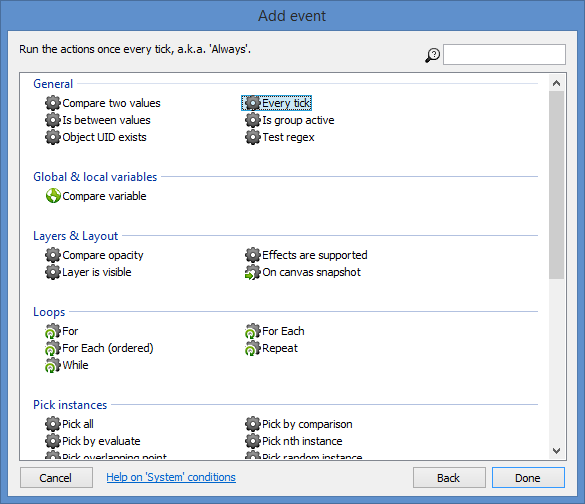 Add event
Run the actions once every tick, a.k.a. 'Always'.
General
Compare two values Every tick
Is between values Is group active
Object UID exists Test regex
Global & local variables
Compare variable
Layers & Layout
Compare opacity Effects are supported
Layer is visible On canvas snapshot
Loops
For For Each
For Each (ordered) Repeat
While
Pick instances
Pick all Pick by comparison
Pick by evaluate Pick nth instance
Pick overlapping point Pick random instance
Cancel Help on 'System' conditions Back Done